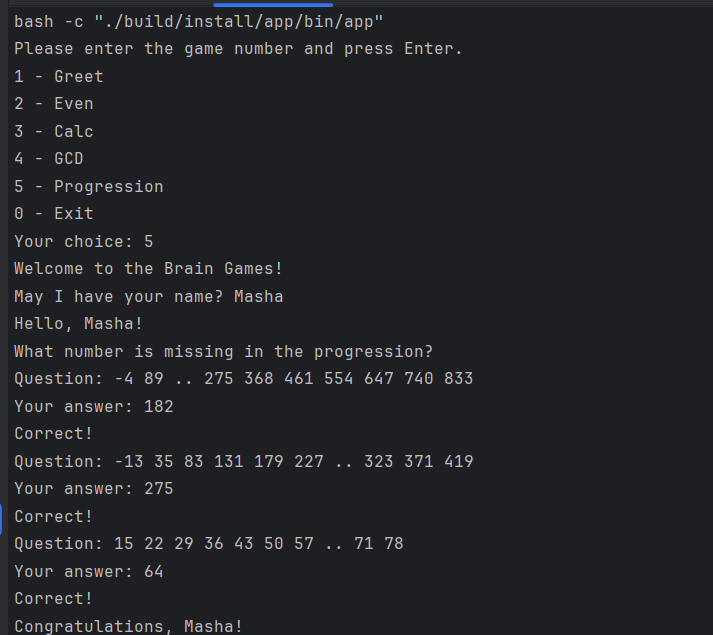 bash -c "./build/install/app/bin/app"
Please enter the game number and press Enter.
1 - Greet
2 - Even
3 - Calc
4 - GCD
5 - Progression
0 - Exit
Your choice: 5
Welcome to the Brain Games!
May I have your name? Masha
Hello, Masha!
What number is missing in the progression?
Question: -4 89 .. 275 368 461 554 647 740 833
Your answer: 182
Correct!
Question: -13 35 83 131 179 227 .. 323 371 419
Your answer: 275
Correct!
Question: 15 22 29 36 43 50 57 .. 71 78
Your answer: 64
Correct!
Congratulations, Masha!